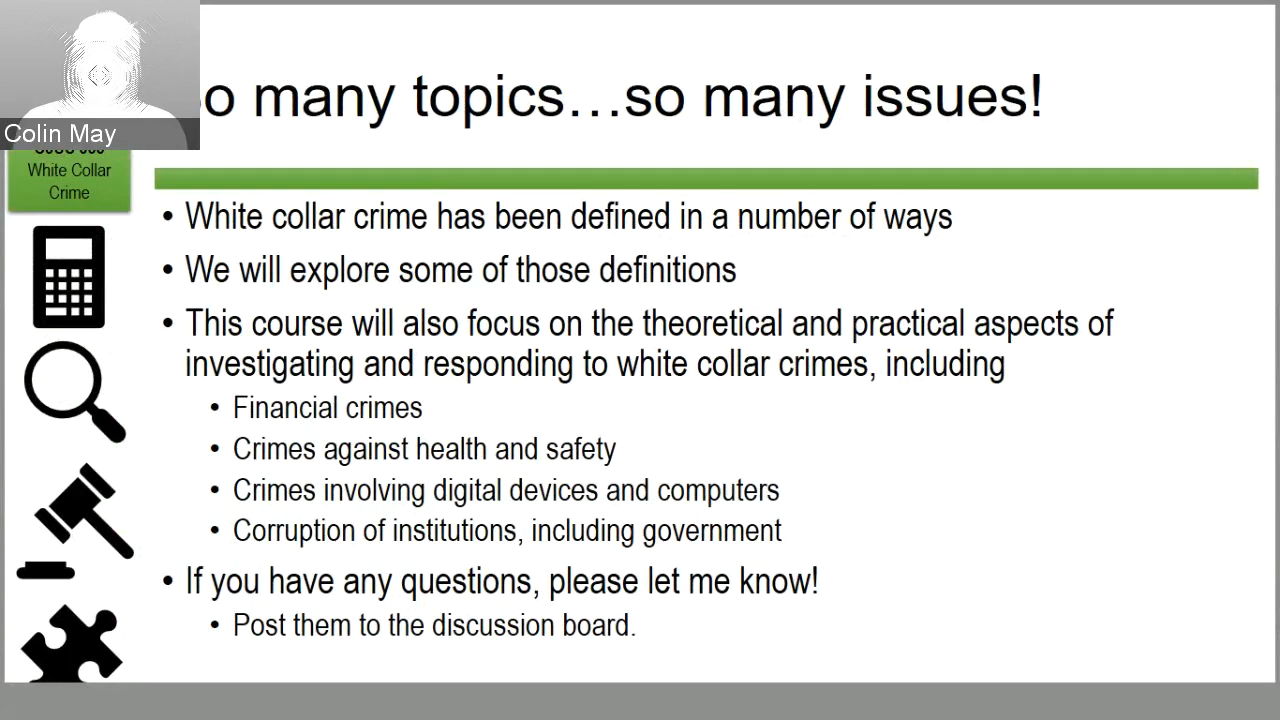 so many topics…so many issues!
Colin May
White Collar
Crime
• White collar crime has been defined in a number of ways
• We will explore some of those definitions
• This course will also focus on the theoretical and practical aspects of
investigating and responding to white collar crimes, including
• Financial crimes
• Crimes against health and safety
• Crimes involving digital devices and computers
• Corruption of institutions, including government
• If you have any questions, please let me know!
• Post them to the discussion board.